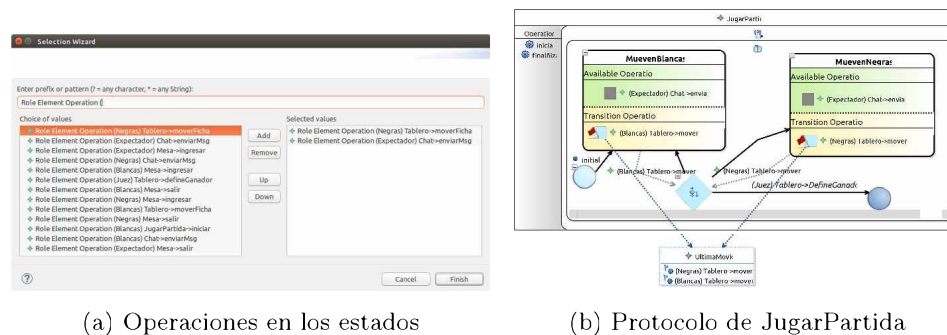 Selection Wizard
Enter prefix or pattern (? = any character, * = any String):
Role Element Operation (
Choice of values
Role Element Operation (Negras) Tablero->moverFicha
Role Element Operation (Expectador) Chat->enviarMsg
Role Element Operation (Expectador) Mesa->ingresar
Role Element Operation (Negras) Chat->enviarMsg
Role Element Operation (Blancas) Mesa->ingresar
Role Element Operation (Juez) Tablero->defineGanador
Role Element Operation (Blancas) Mesa->salir
Role Element Operation (Negras) Mesa->ingresar
Role Element Operation (Blancas) Tablero->moverFicha
Role Element Operation (Negras) Mesa->salir
Role Element Operation (Blancas) JugarPartida->iniciar
Role Element Operation (Blancas) Chat->enviarMsg
Role Element Operation (Expectador) Mesa->salir
Add
Remove
Up
Down
Selected values
Role Element Operation (Negras) Tablero->moverFicha
Role Element Operation (Expectador) Chat->enviarMsg
Cancel
Finish
(a) Operaciones en los estados
JugarParti
Operation
inicia
finaliza
MuevenBlancas
Available Operatio
(Expectador) Chat->envia
Transition Operatio
(Blancas) Tablero->mover
MuevenNegras
Available Operatio
(Expectador) Chat->envia
Transition Operatio
(Negras) Tablero->mover
initial
(Blancas) Tablero->mover
(Negras) Tablero->mover
(Juez) Tablero->DefineGanad
UltimaMovi
(Negras) Tablero->mover
(Blancas) Tablero->mover
(b) Protocolo de JugarPartida